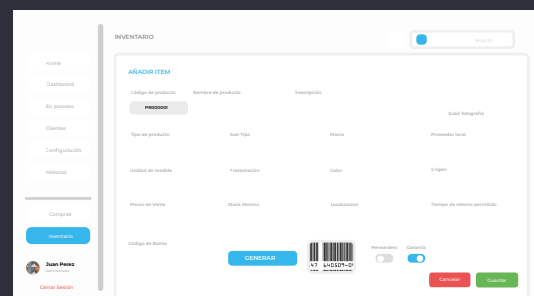 INVENTARIO
Buscar
Home
Dashboard
En proceso
Clientes
Configuración
Historial
Compras
Inventario
Juan Perez
Cerrar Sesión
AÑADIR ITEM
Código de producto
Nombre de producto
Descripción
PR000001
Subir fotografía
Tipo de producto
Sub-Tipo
Marca
Proveedor local
Unidad de medida
Presentación
Color
Origen
Precio de Venta
Stock Mínimo
Localización
Tiempo de retorno permitido
Código de Barras
GENERAR
Perecedero
Garantía
Cancelar
Guardar